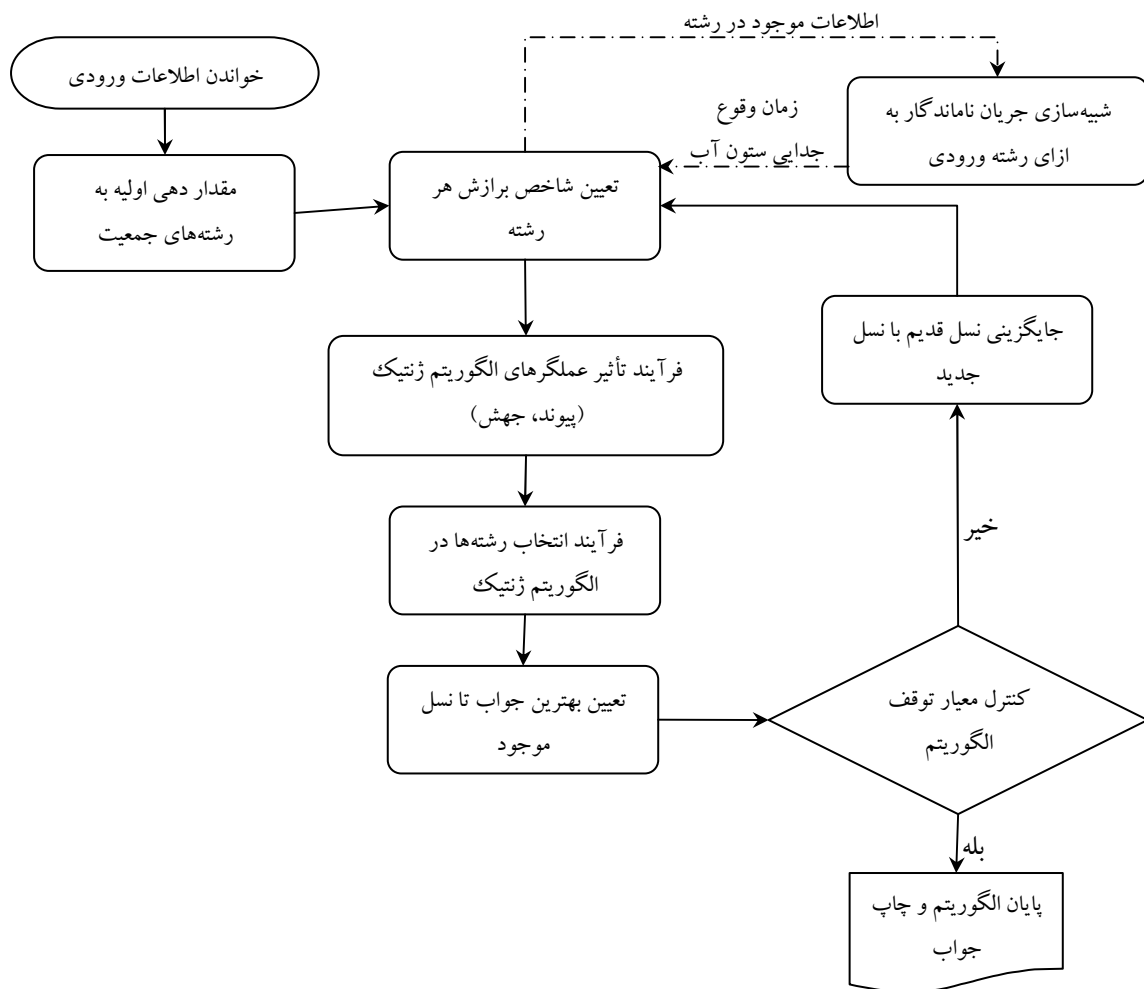 اطلاعات موجود در رشته
خواندن اطلاعات ورودی
شبیه‌سازی جریان ناماندگار به
ازای رشته ورودی
زمان وقوع
جدایی ستون آب
مقدار دهی اولیه به
رشته‌های جمعیت
تعیین شاخص برازش هر
رشته
جایگزینی نسل قدیم با نسل
جدید
فرآیند تأثیر عملگرهای الگوریتم ژنتیک
(پیوند، جهش)
فرآیند انتخاب رشته‌ها در
الگوریتم ژنتیک
خیر
تعیین بهترین جواب تا نسل
موجود
کنترل معیار توقف
الگوریتم
بله
پایان الگوریتم و چاپ
جواب